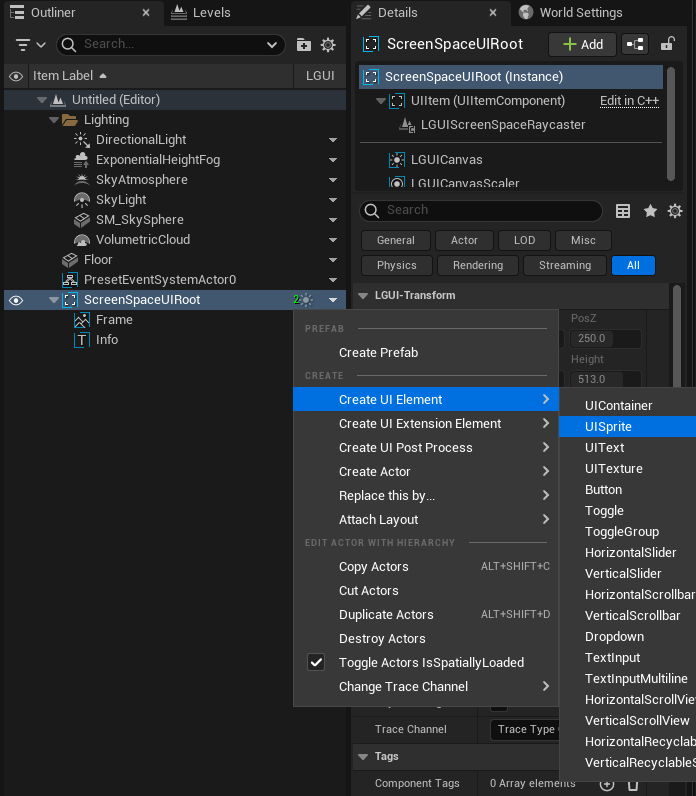 Outliner
Levels
Details
World Settings
Search...
ScreenSpaceUIRoot
Add
Item Label
LGUI
ScreenSpaceUIRoot (Instance)
Untitled (Editor)
UIItem (UIItemComponent)
Edit in C++
Lighting
LGUIScreenSpaceRaycaster
DirectionalLight
ExponentialHeightFog
LGUICanvas
SkyAtmosphere
LGUICanvasScaler
SkyLight
Search
SM_SkySphere
VolumetricCloud
General
Actor
LOD
Misc
Floor
Physics
Rendering
Streaming
All
PresetEventSystemActor0
ScreenSpaceUIRoot
2
LGUI-Transform
Frame
PosZ
Info
250.0
PREFAB
Create Prefab
Height
CREATE
513.0
Create UI Element
UIContainer
Create UI Extension Element
UISprite
Create UI Post Process
UIText
Create Actor
UITexture
Replace this by...
Button
Attach Layout
Toggle
EDIT ACTOR WITH HIERARCHY
ToggleGroup
Copy Actors
ALT+SHIFT+C
HorizontalSlider
Cut Actors
VerticalSlider
HorizontalScrollbar
Duplicate Actors
ALT+SHIFT+D
VerticalScrollbar
Destroy Actors
Dropdown
Toggle Actors IsSpatiallyLoaded
TextInput
Change Trace Channel
TextInputMultiline
HorizontalScrollVie
VerticalScrollView
Trace Channel
Trace Type
HorizontalRecyclab
Tags
VerticalRecyclableS
Component Tags
0 Array elements